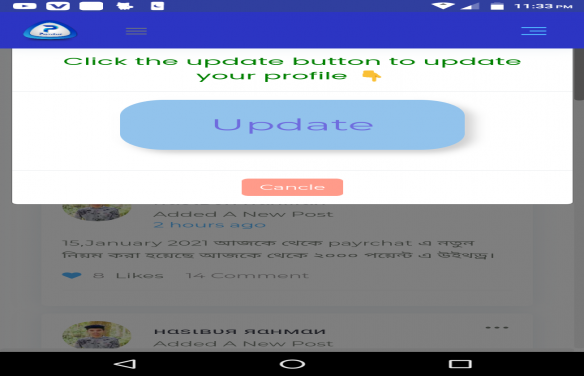 11:33 PM
Click the update button to update
your profile 👇
Update
Cancle
Added A New Post
2 hours ago
15,January 2021 আজকে থেকে payrchat এ নতুন
নিয়ম করা হয়েছে আজকে থেকে ২০০০ পয়েন্ট এ উইথড্র।
8 Likes 14 Comment
HASIBUЯ ЯAHMAИ
Added A New Post